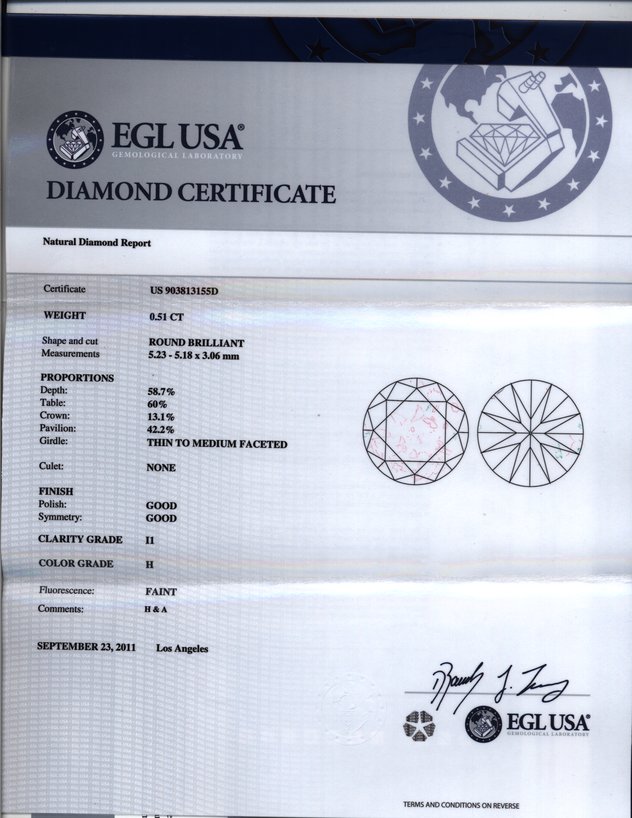 EGL USA®
GEMOLOGICAL LABORATORY
DIAMOND CERTIFICATE
Natural Diamond Report
Certificate US 903813155D
WEIGHT 0.51 CT
Shape and cut ROUND BRILLIANT
Measurements 5.23 - 5.18 x 3.06 mm
PROPORTIONS
Depth: 58.7%
Table: 60%
Crown: 13.1%
Pavilion: 42.2%
Girdle: THIN TO MEDIUM FACETED
Culet: NONE
FINISH
Polish: GOOD
Symmetry: GOOD
CLARITY GRADE I1
COLOR GRADE H
Fluorescence: FAINT
Comments: H & A
SEPTEMBER 23, 2011 Los Angeles
EGL USA®
GEMOLOGICAL LABORATORY
TERMS AND CONDITIONS ON REVERSE